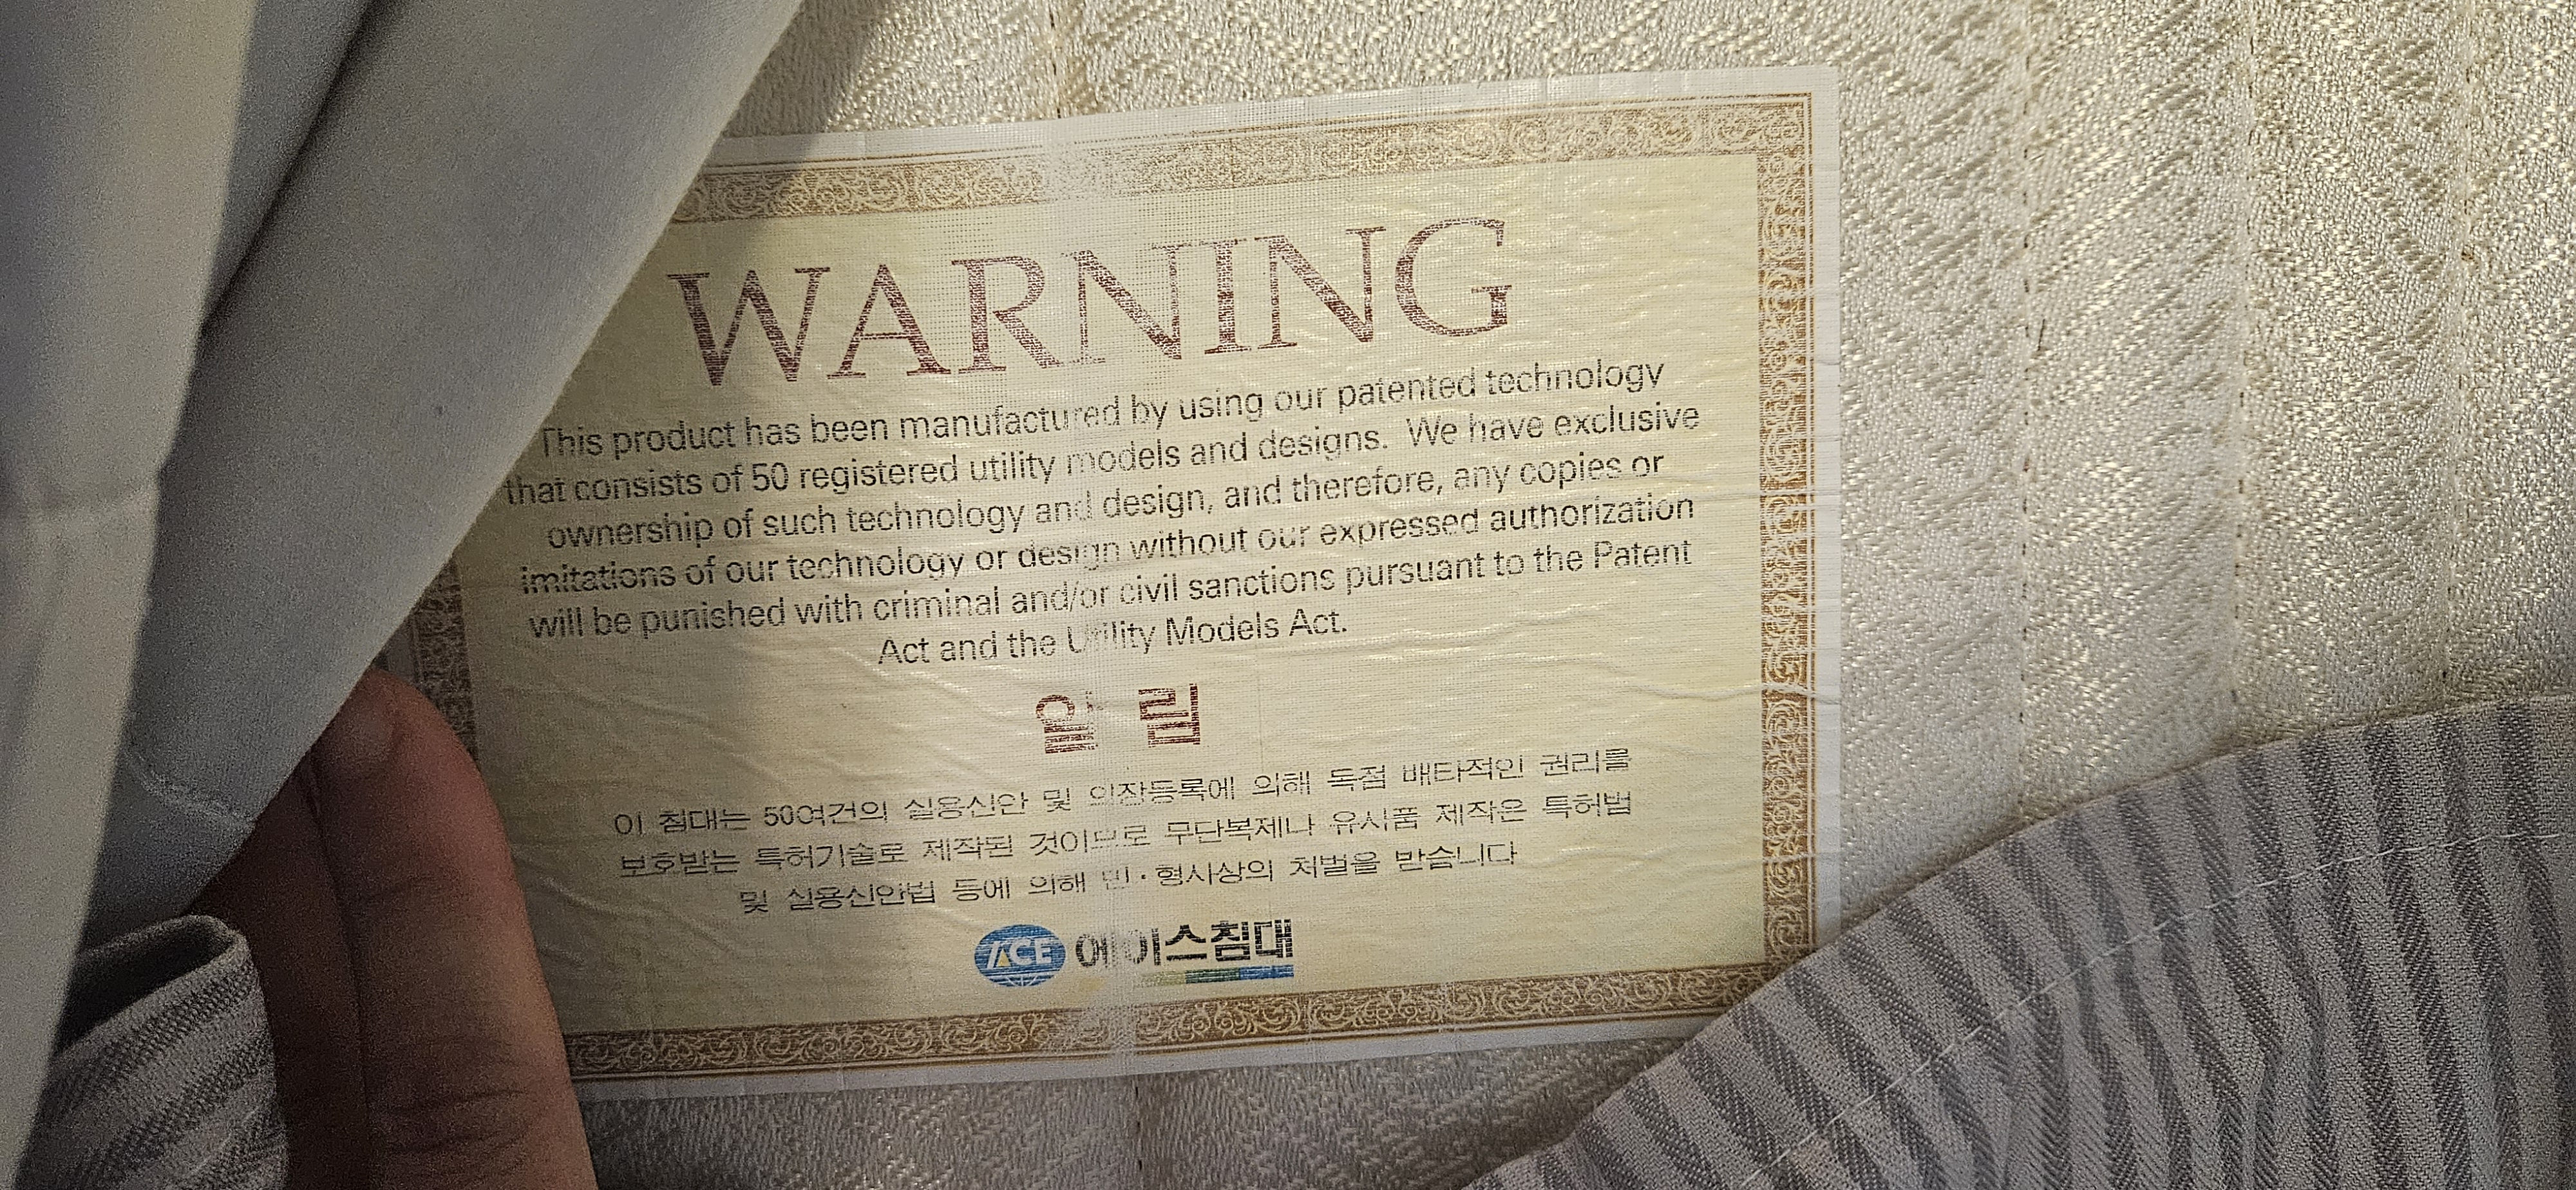 WARNING
This product has been manufactured by using our patented technology
that consists of 50 registered utility models and designs. We have exclusive
ownership of such technology and design, and therefore, any copies or
imitations of our technology or design without our expressed authorization
will be punished with criminal and/or civil sanctions pursuant to the Patent
Act and the Utility Models Act.
알 림
이 침대는 50여건의 실용신안 및 의장등록에 의해 독점 배타적인 권리를
보호받는 특허기술로 제작된 것이므로 무단복제나 유사품 제작은 특허법
및 실용신안법 등에 의해 민·형사상의 처벌을 받습니다
ACE 에이스침대